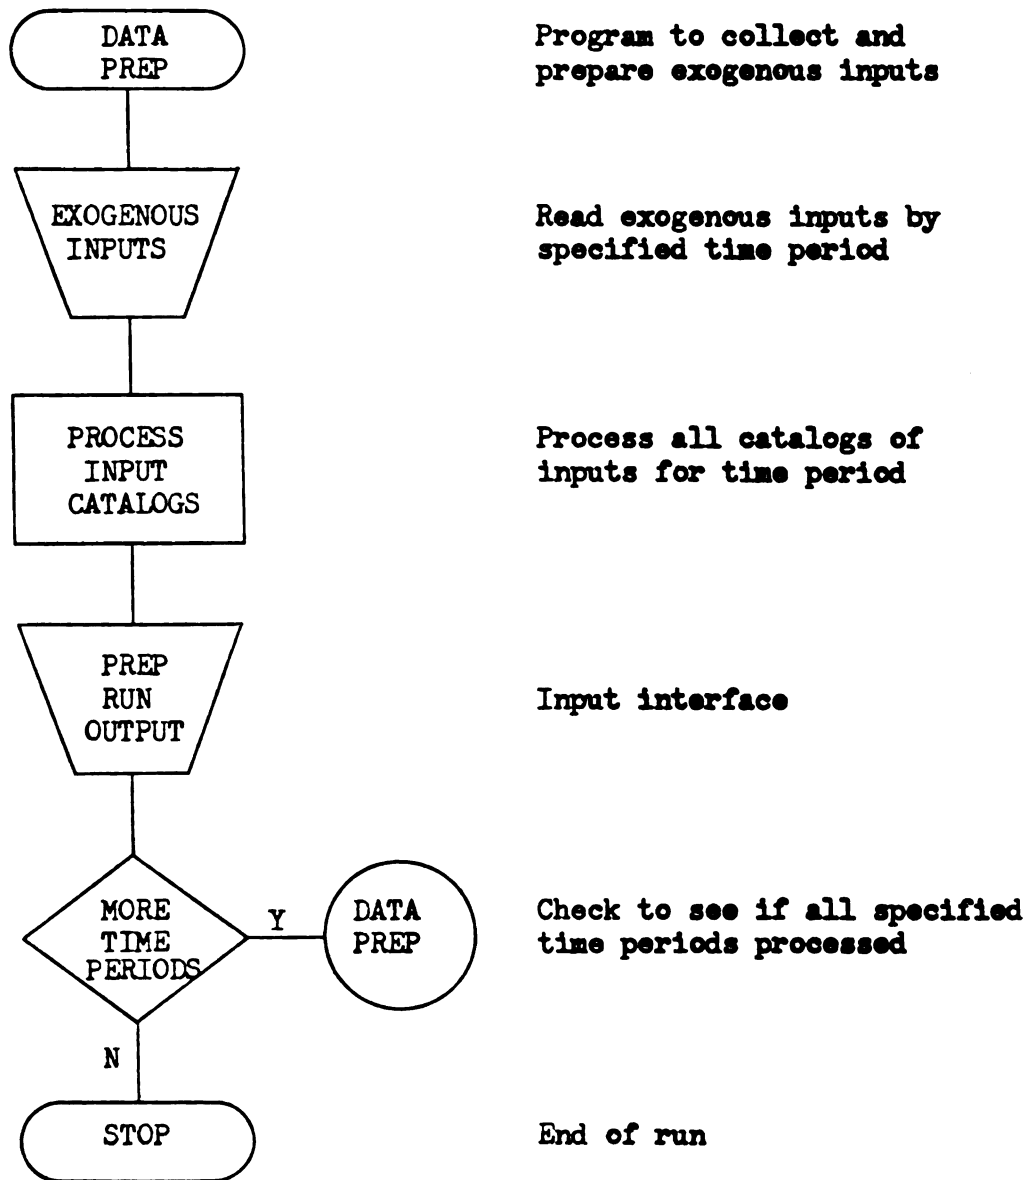 DATA
PREP
Program to collect and
prepare exogenous inputs
EXOGENOUS
INPUTS
Read exogenous inputs by
specified time period
PROCESS
INPUT
CATALOGS
Process all catalogs of
inputs for time period
PREP
RUN
OUTPUT
Input interface
MORE
TIME
PERIODS
Y
DATA
PREP
Check to see if all specified
time periods processed
N
STOP
End of run